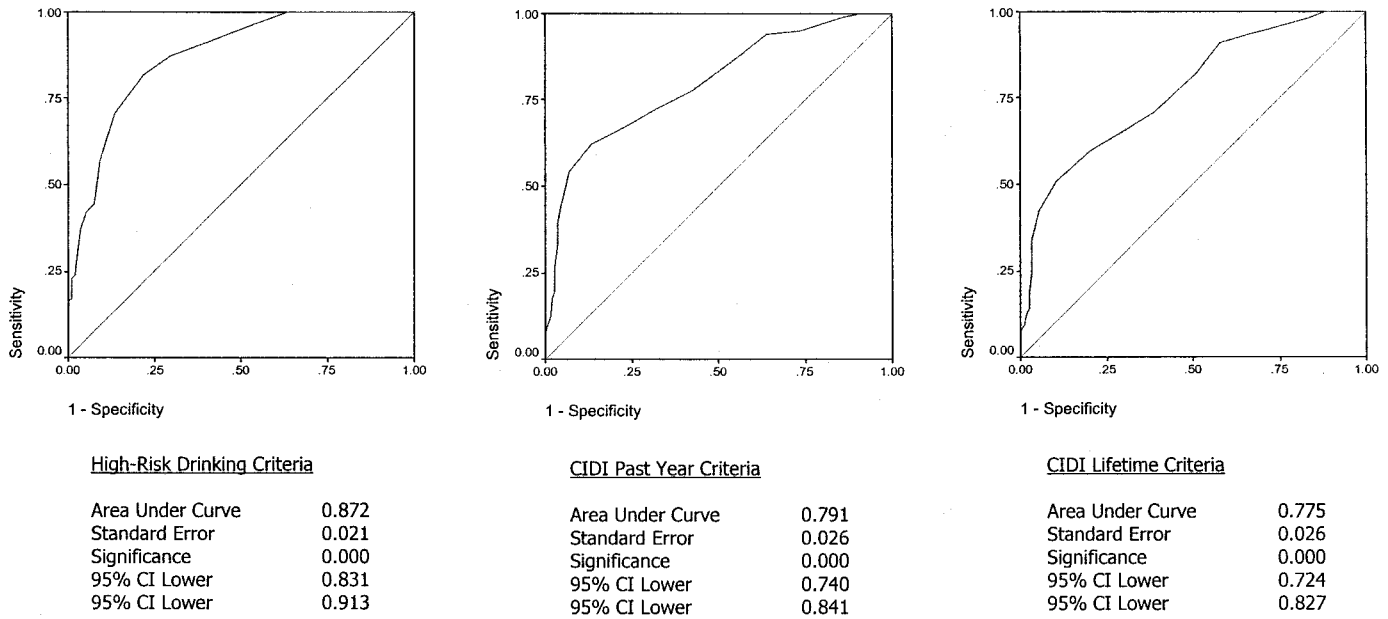 1.00
.75
.50
.25
0.00
Sensitivity
0.00 .25 .50 .75 1.00
1 - Specificity
High-Risk Drinking Criteria
Area Under Curve 0.872
Standard Error 0.021
Significance 0.000
95% CI Lower 0.831
95% CI Lower 0.913
1.00
.75
.50
.25
0.00
Sensitivity
0.00 .25 .50 .75 1.00
1 - Specificity
CIDI Past Year Criteria
Area Under Curve 0.791
Standard Error 0.026
Significance 0.000
95% CI Lower 0.740
95% CI Lower 0.841
1.00
.75
.50
.25
0.00
Sensitivity
0.00 .25 .50 .75 1.00
1 - Specificity
CIDI Lifetime Criteria
Area Under Curve 0.775
Standard Error 0.026
Significance 0.000
95% CI Lower 0.724
95% CI Lower 0.827